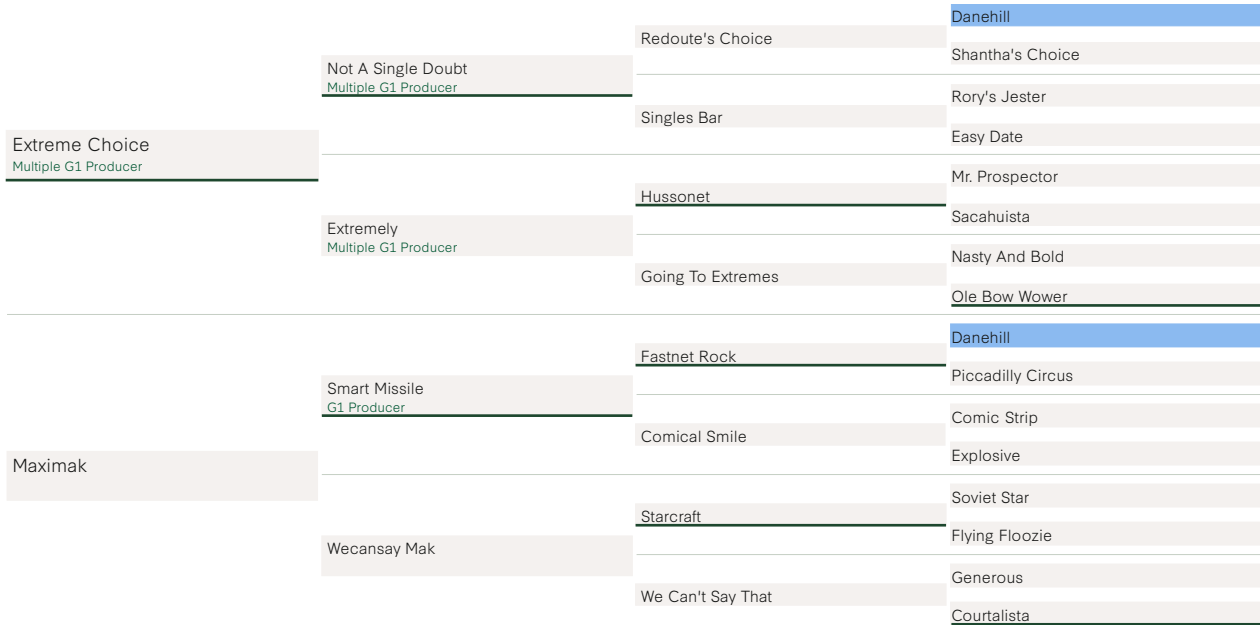 Extreme Choice
Multiple G1 Producer
Maximak
Not A Single Doubt
Multiple G1 Producer
Extremely
Multiple G1 Producer
Smart Missile
G1 Producer
Wecansay Mak
Redoute's Choice
Singles Bar
Hussonet
Going To Extremes
Fastnet Rock
Comical Smile
Starcraft
We Can't Say That
Danehill
Shantha's Choice
Rory's Jester
Easy Date
Mr. Prospector
Sacahuista
Nasty And Bold
Ole Bow Wower
Danehill
Piccadilly Circus
Comic Strip
Explosive
Soviet Star
Flying Floozie
Generous
Courtalista